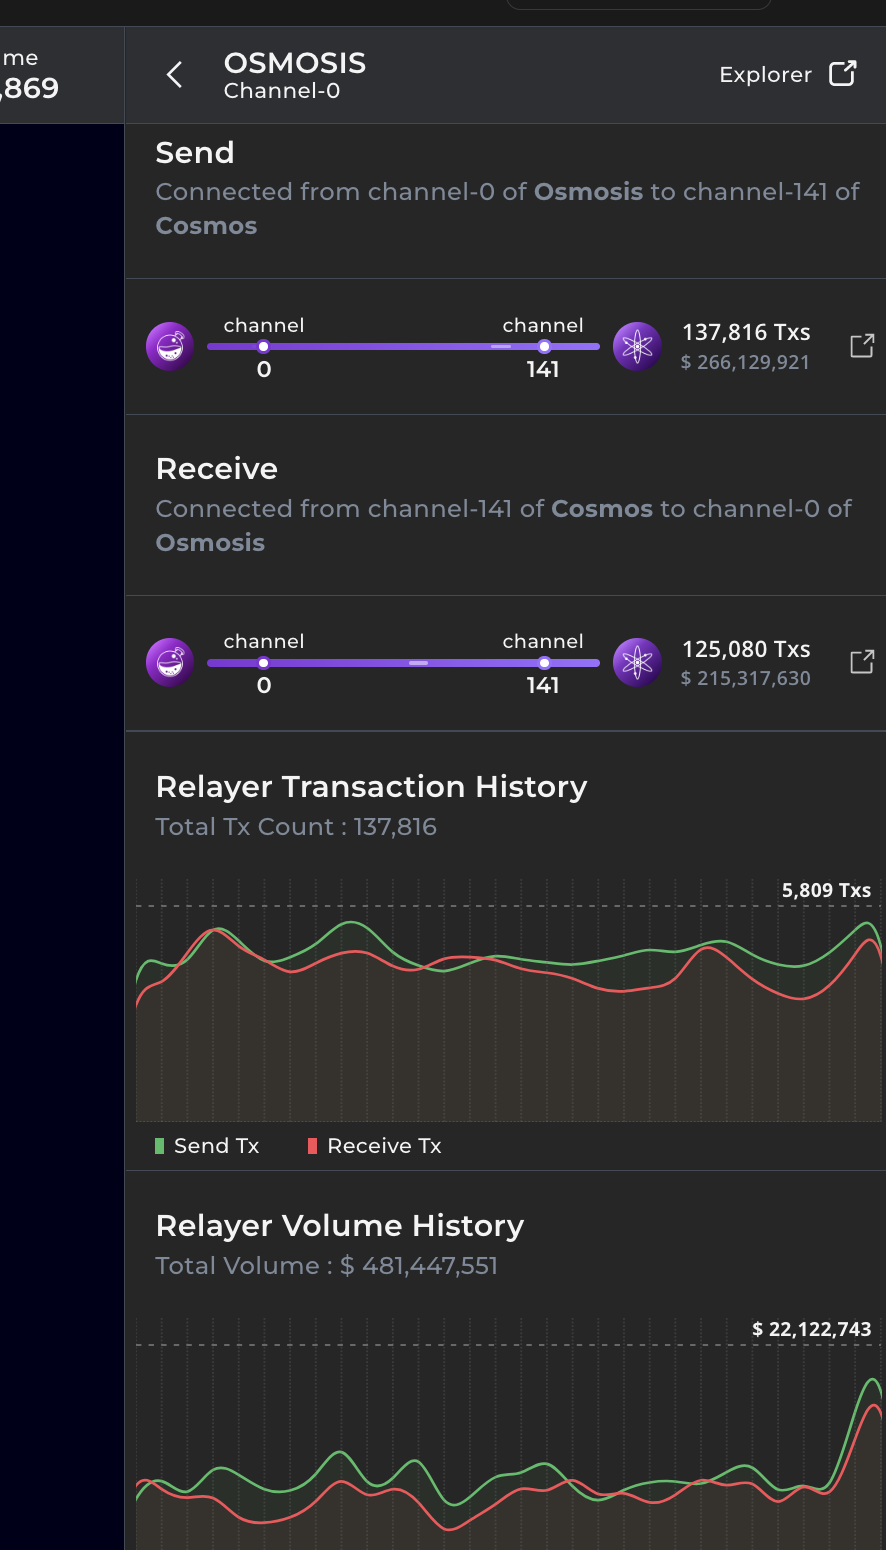 me
,869
OSMOSIS
Channel-0
Explorer
Send
Connected from channel-0 of Osmosis to channel-141 of
Cosmos
channel
channel
0
141
137,816 Txs
$ 266,129,921
Receive
Connected from channel-141 of Cosmos to channel-0 of
Osmosis
channel
channel
0
141
125,080 Txs
$ 215,317,630
Relayer Transaction History
Total Tx Count : 137,816
5,809 Txs
Send Tx
Receive Tx
Relayer Volume History
Total Volume : $ 481,447,551
$ 22,122,743